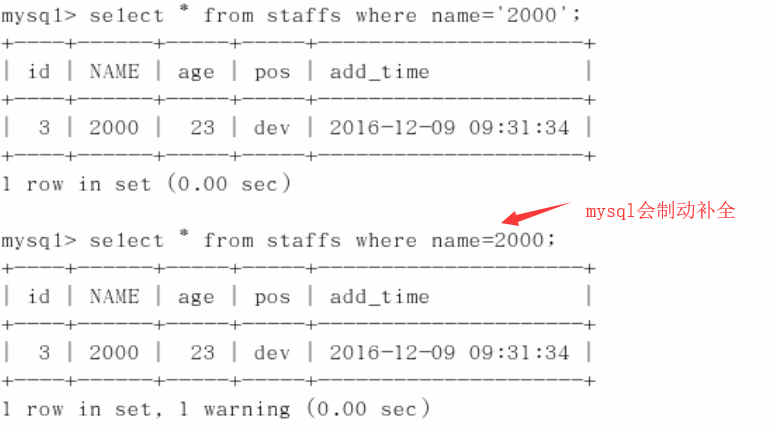 mysql> select * from staffs where name='2000';
+----+------+-----+-----+---------------------+
| id | NAME | age | pos | add_time            |
+----+------+-----+-----+---------------------+
|  3 | 2000 |  23 | dev | 2016-12-09 09:31:34 |
+----+------+-----+-----+---------------------+
1 row in set (0.00 sec)
mysql会制动补全
mysql> select * from staffs where name=2000;
+----+------+-----+-----+---------------------+
| id | NAME | age | pos | add_time            |
+----+------+-----+-----+---------------------+
|  3 | 2000 |  23 | dev | 2016-12-09 09:31:34 |
+----+------+-----+-----+---------------------+
1 row in set, 1 warning (0.00 sec)